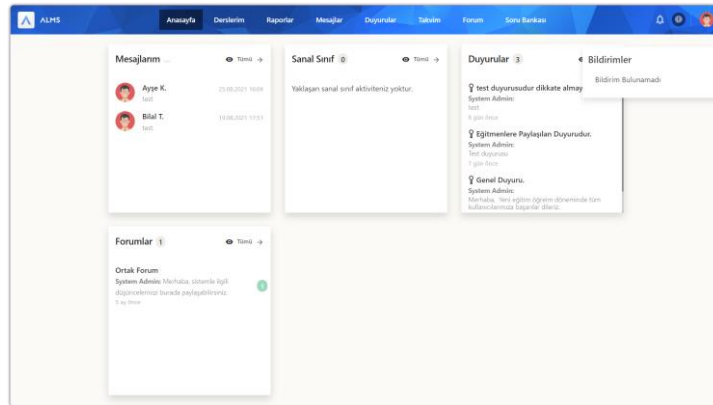 ALMS
Anasayfa Derslerim Raporlar Mesajlar Duyurular Takvim Forum Soru Bankası
Mesajlarım ... Tümü
Ayşe K. 25.08.2021 16:09
test
Bilal T. 19.08.2021 17:51
test
Sanal Sınıf 0 Tümü
Yaklaşan sanal sınıf aktiviteniz yoktur.
Duyurular 3
test duyurusudur dikkate almay
System Admin:
test
6 gün önce
Eğitmenlere Paylaşılan Duyurudur.
System Admin:
Test duyurusu
7 gün önce
Genel Duyuru.
System Admin:
Merhaba, Yeni eğitim öğreim döneminde tüm
kullanıcılarımıza başarılar dileriz.
Bildirimler
Bildirim Bulunamadı
Forumlar 1 Tümü
Ortak Forum
System Admin: Merhaba, sistemle ilgili
düşüncelerinizi burada paylaşabilirsiniz.
5 ay önce